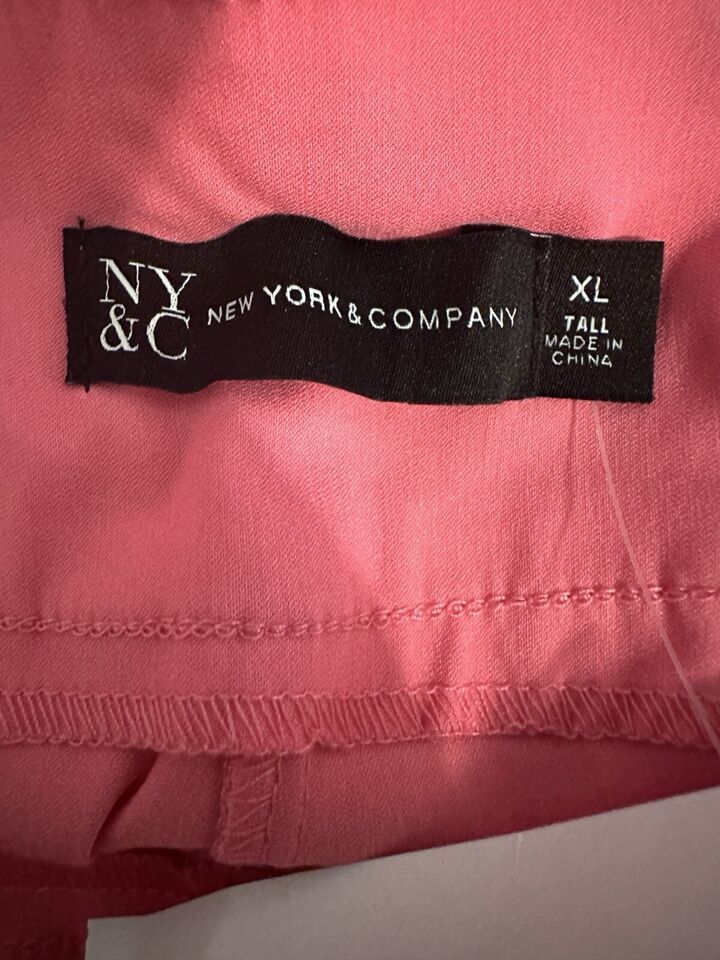 NY
&C
NEW YORK & COMPANY
XL
TALL
MADE IN
CHINA